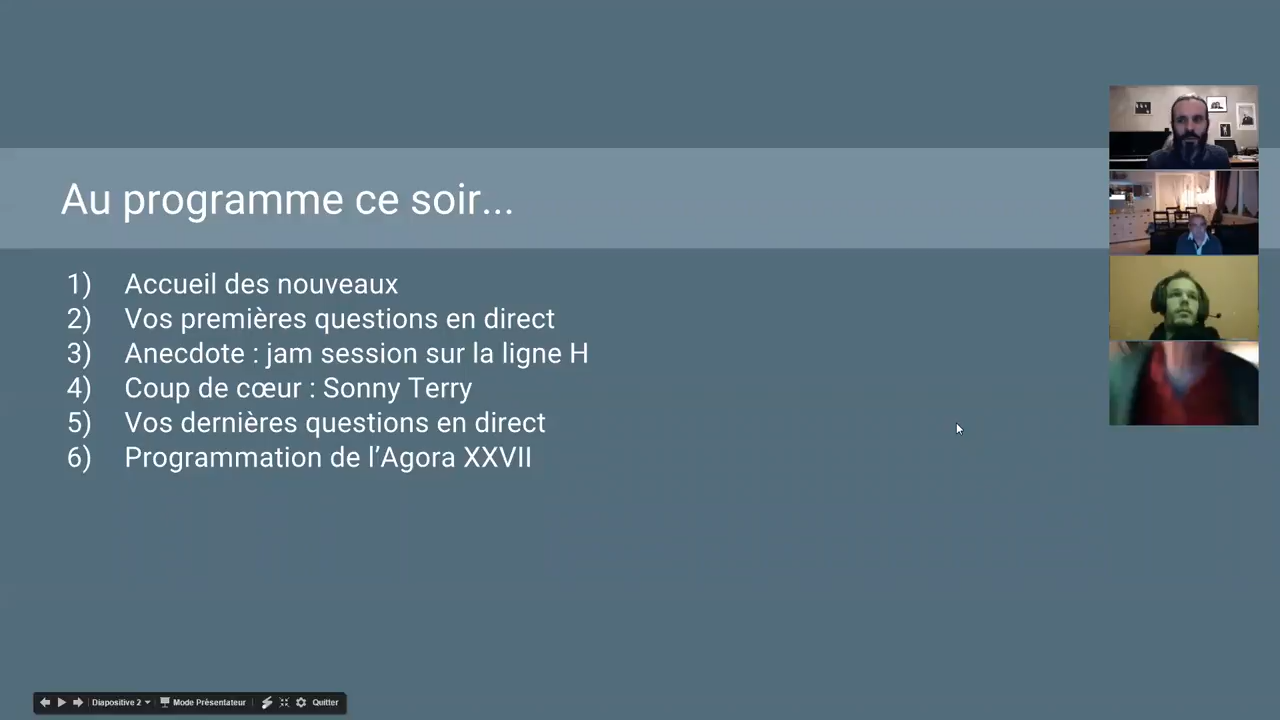 Au programme ce soir...
1) Accueil des nouveaux
2) Vos premières questions en direct
3) Anecdote : jam session sur la ligne H
4) Coup de cœur : Sonny Terry
5) Vos dernières questions en direct
6) Programmation de l’Agora XXVII
Diapositive 2 Mode Présentateur Quitter